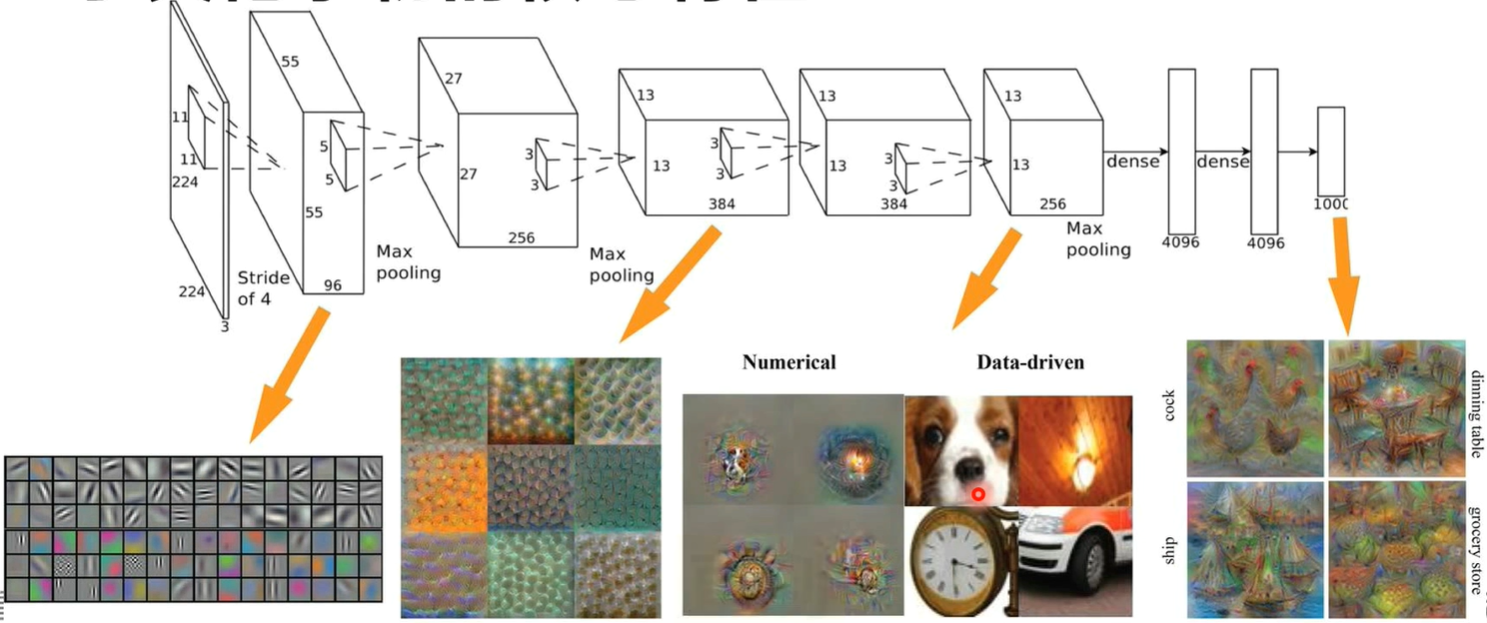 55
27
13
13
13
11
5
3
3
3
11
5
3
3
3
224
55
27
13
13
13
dense
dense
384
384
256
1000
256
4096
4096
Max
pooling
Max
pooling
Max
pooling
Stride
of 4
224
96
3
Numerical
Data-driven
cock
dinning table
ship
grocery store